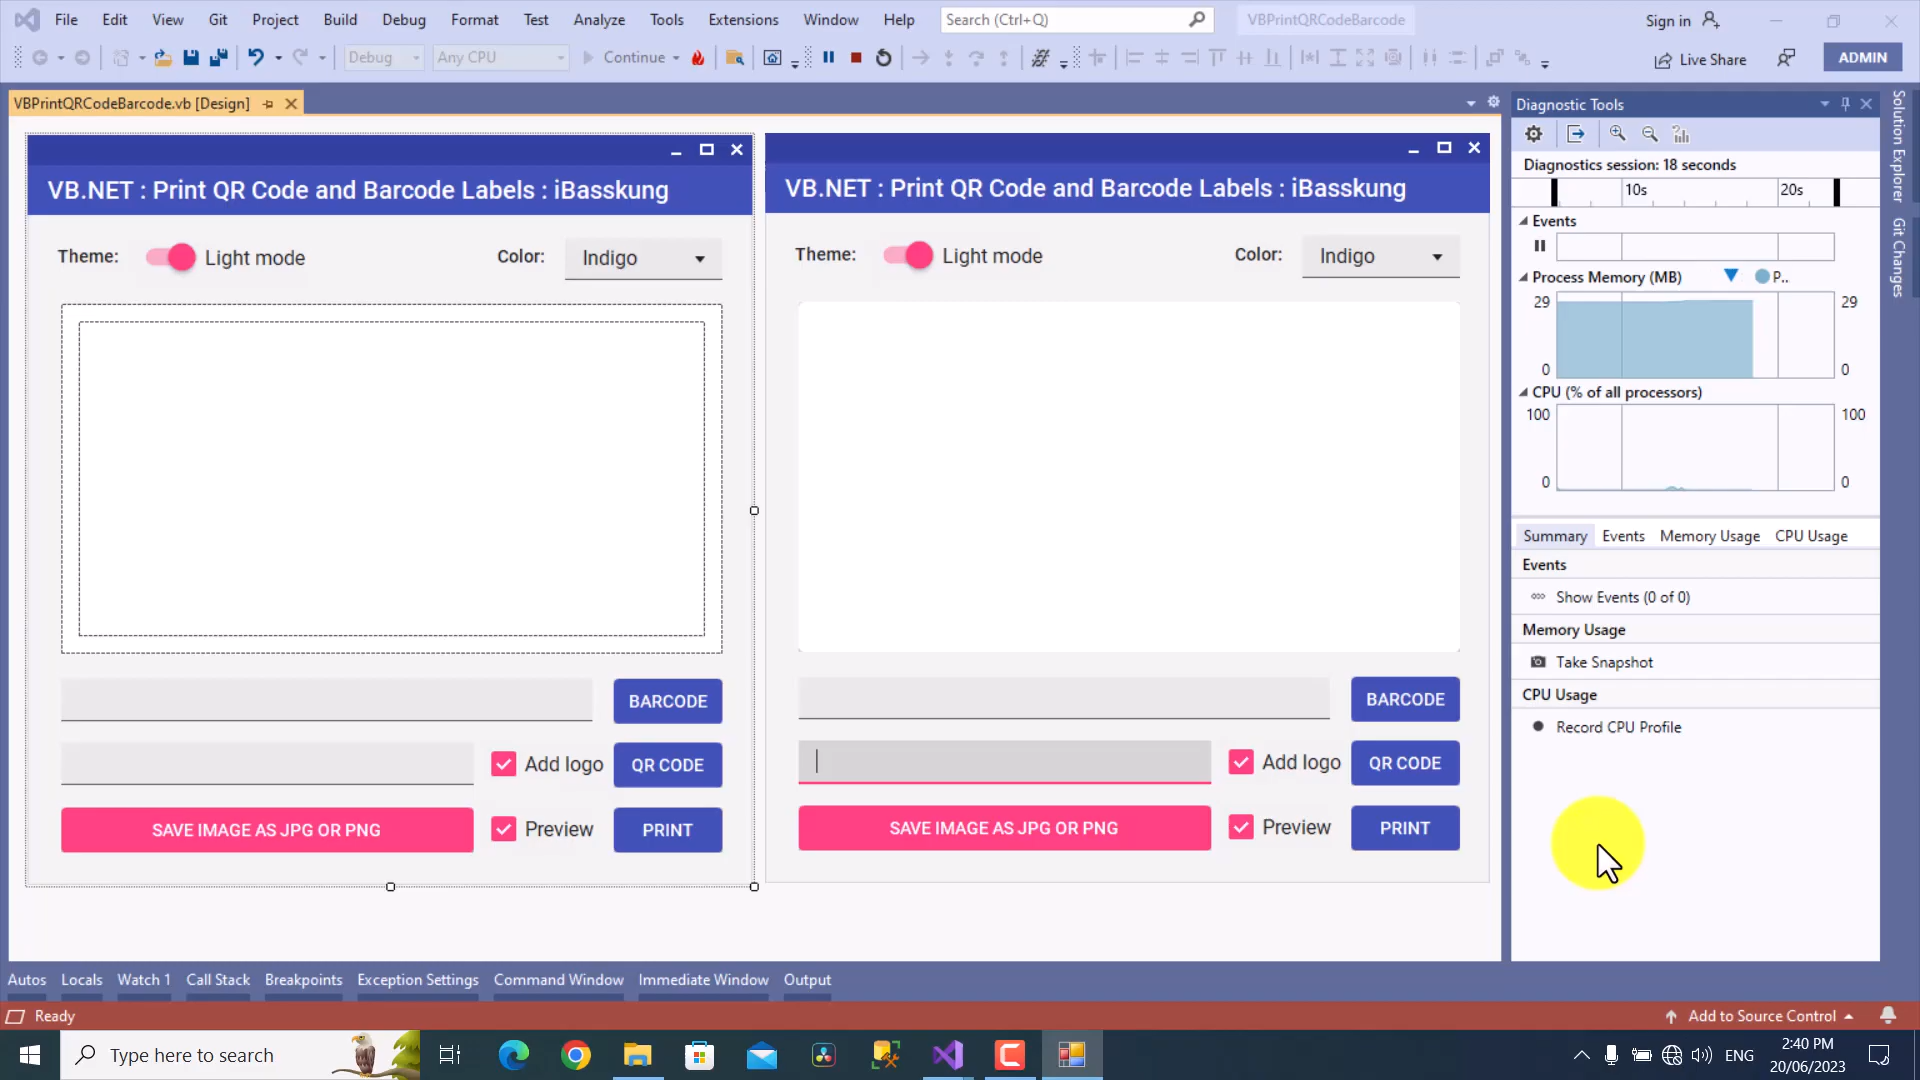 File Edit View Git Project Build Debug Format Test Analyze Tools Extensions Window Help Search (Ctrl+Q) VBPrintQRCodeBarcode Sign in
Debug Any CPU Continue Live Share ADMIN
VBPrintQRCodeBarcode.vb [Design]
VB.NET : Print QR Code and Barcode Labels : iBasskung
Theme: Light mode Color: Indigo
BARCODE
Add logo QR CODE
SAVE IMAGE AS JPG OR PNG Preview PRINT
VB.NET : Print QR Code and Barcode Labels : iBasskung
Theme: Light mode Color: Indigo
BARCODE
Add logo QR CODE
SAVE IMAGE AS JPG OR PNG Preview PRINT
Diagnostic Tools
Diagnostics session: 18 seconds
10s 20s
Events
Process Memory (MB) P..
29 29
0 0
CPU (% of all processors)
100 100
0 0
Summary Events Memory Usage CPU Usage
Events
Show Events (0 of 0)
Memory Usage
Take Snapshot
CPU Usage
Record CPU Profile
Solution Explorer
Git Changes
Autos Locals Watch 1 Call Stack Breakpoints Exception Settings Command Window Immediate Window Output
Ready Add to Source Control
Type here to search ENG 2:40 PM
20/06/2023